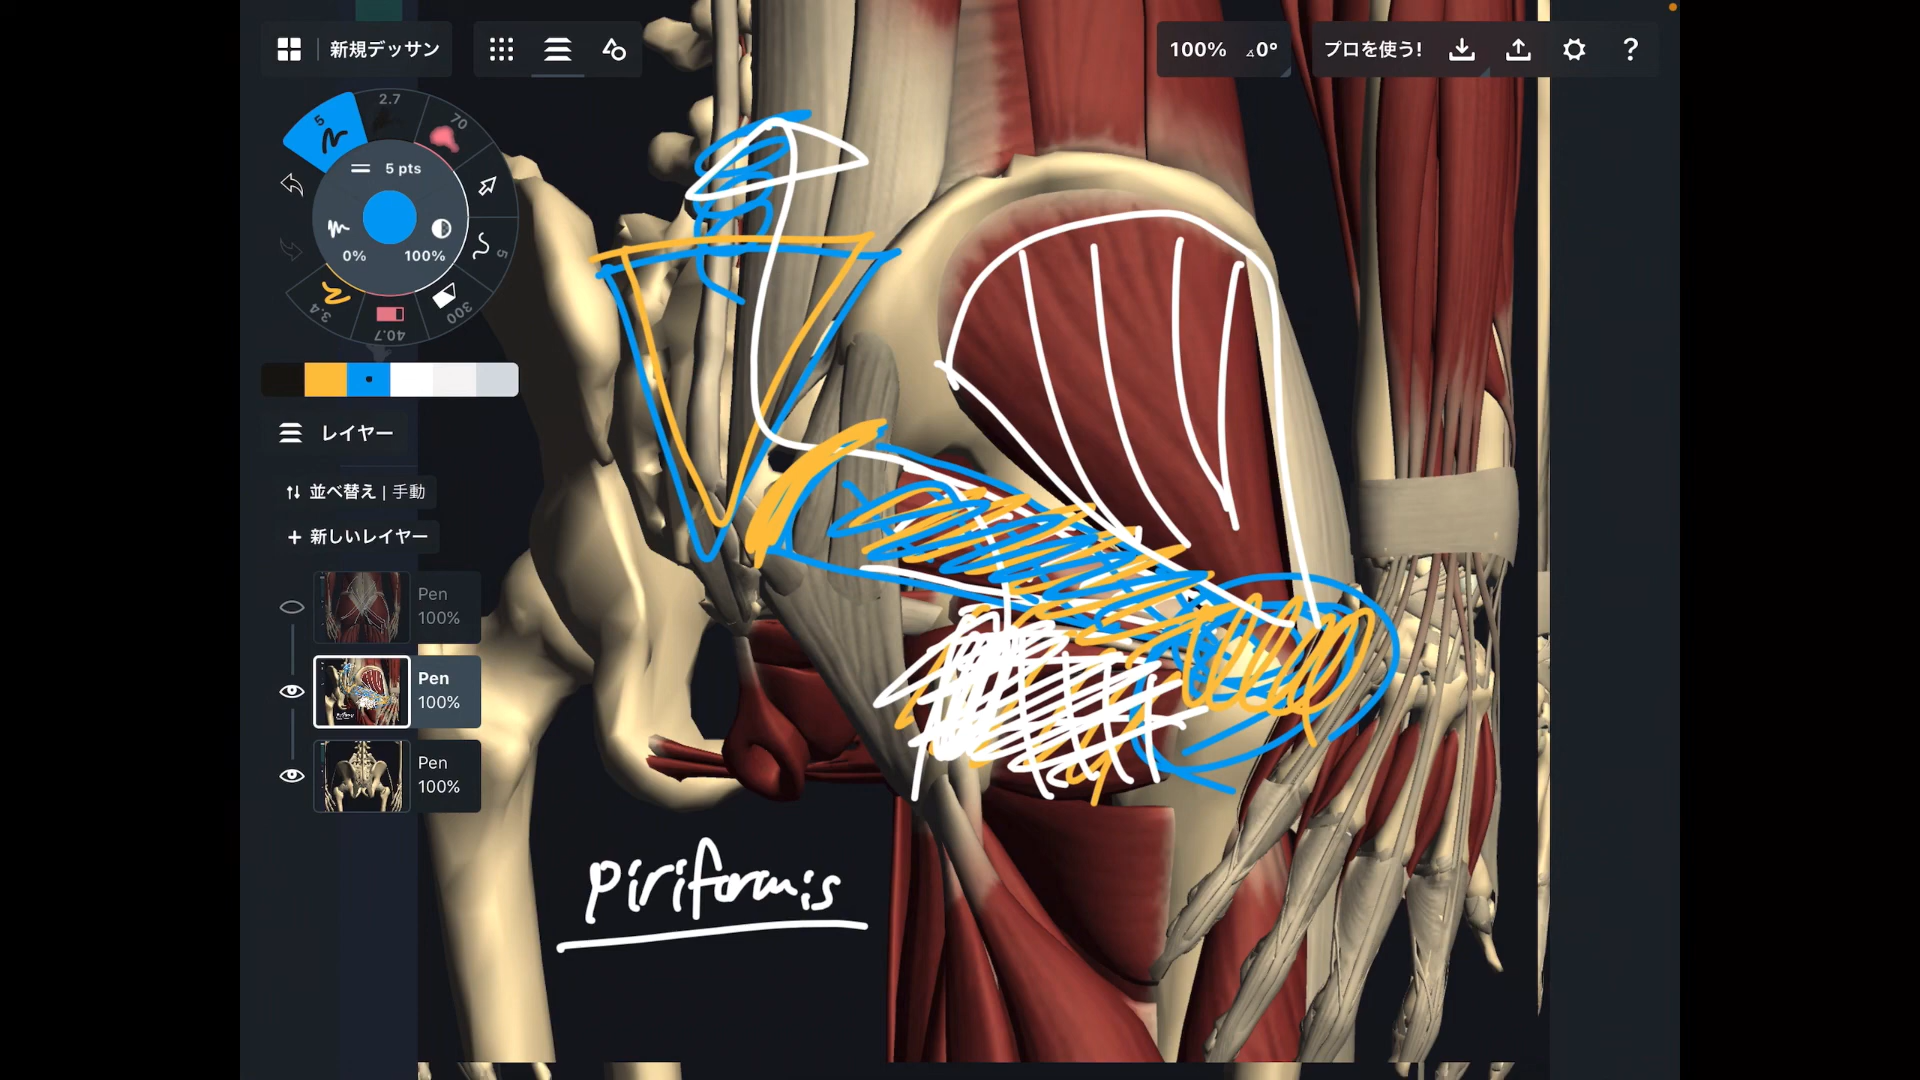 新規デッサン
100% ⊿0° プロを使う! ?
2.7
5
70
5 pts
5
0% 100%
3.4
40.7
300
レイヤー
並べ替え | 手動
+ 新しいレイヤー
Pen
100%
Pen
100%
Pen
100%
piriformis